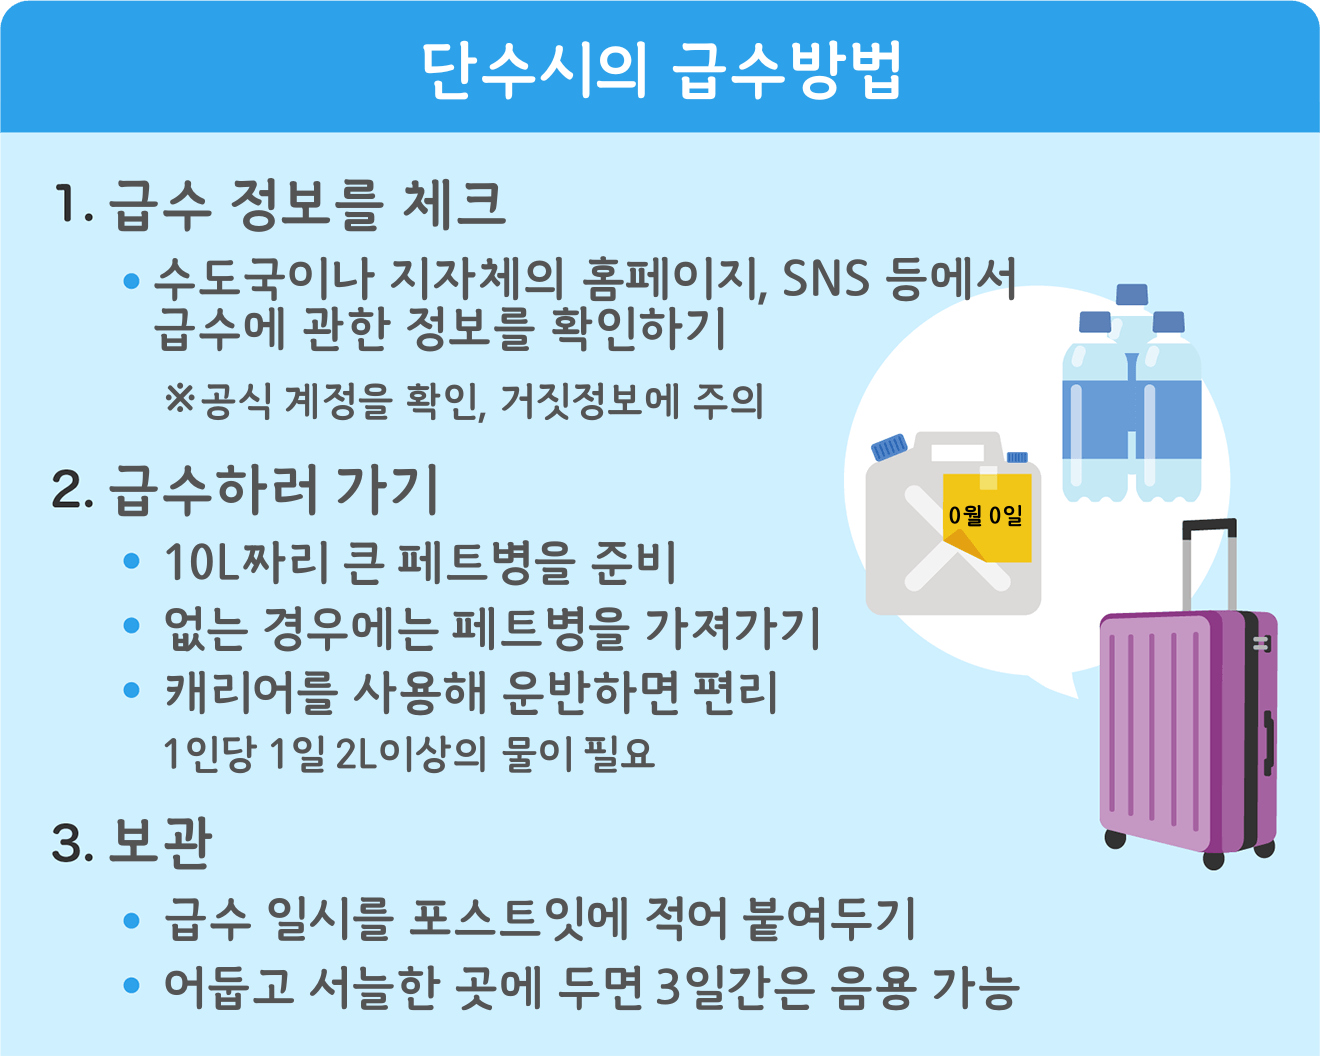 단수시의 급수방법
1. 급수 정보를 체크
• 수도국이나 지자체의 홈페이지, SNS 등에서
급수에 관한 정보를 확인하기
※공식 계정을 확인, 거짓정보에 주의
2. 급수하러 가기
• 10L짜리 큰 페트병을 준비
• 없는 경우에는 페트병을 가져가기
• 캐리어를 사용해 운반하면 편리
1인당 1일 2L이상의 물이 필요
0월 0일
3. 보관
• 급수 일시를 포스트잇에 적어 붙여두기
• 어둡고 서늘한 곳에 두면 3일간은 음용 가능